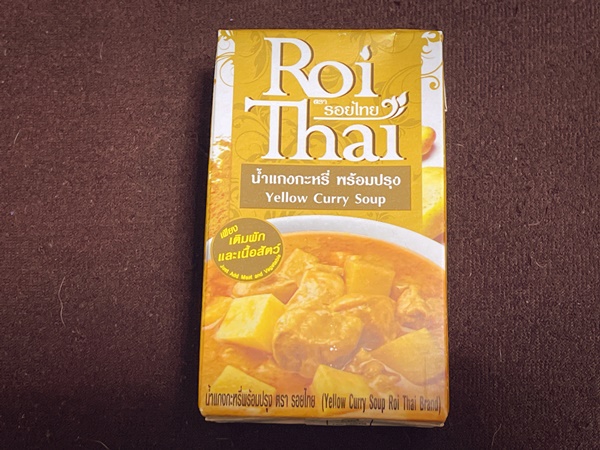 Roi
ตรา รอยไทย
Thai
น้ำแกงกะหรี่ พร้อมปรุง
Yellow Curry Soup
เพียง
เติมผัก
และเนื้อสัตว์
Just Add Meat and Vegetable
น้ำแกงกะหรี่พร้อมปรุง ตรา รอยไทย (Yellow Curry Soup Roi Thai Brand)